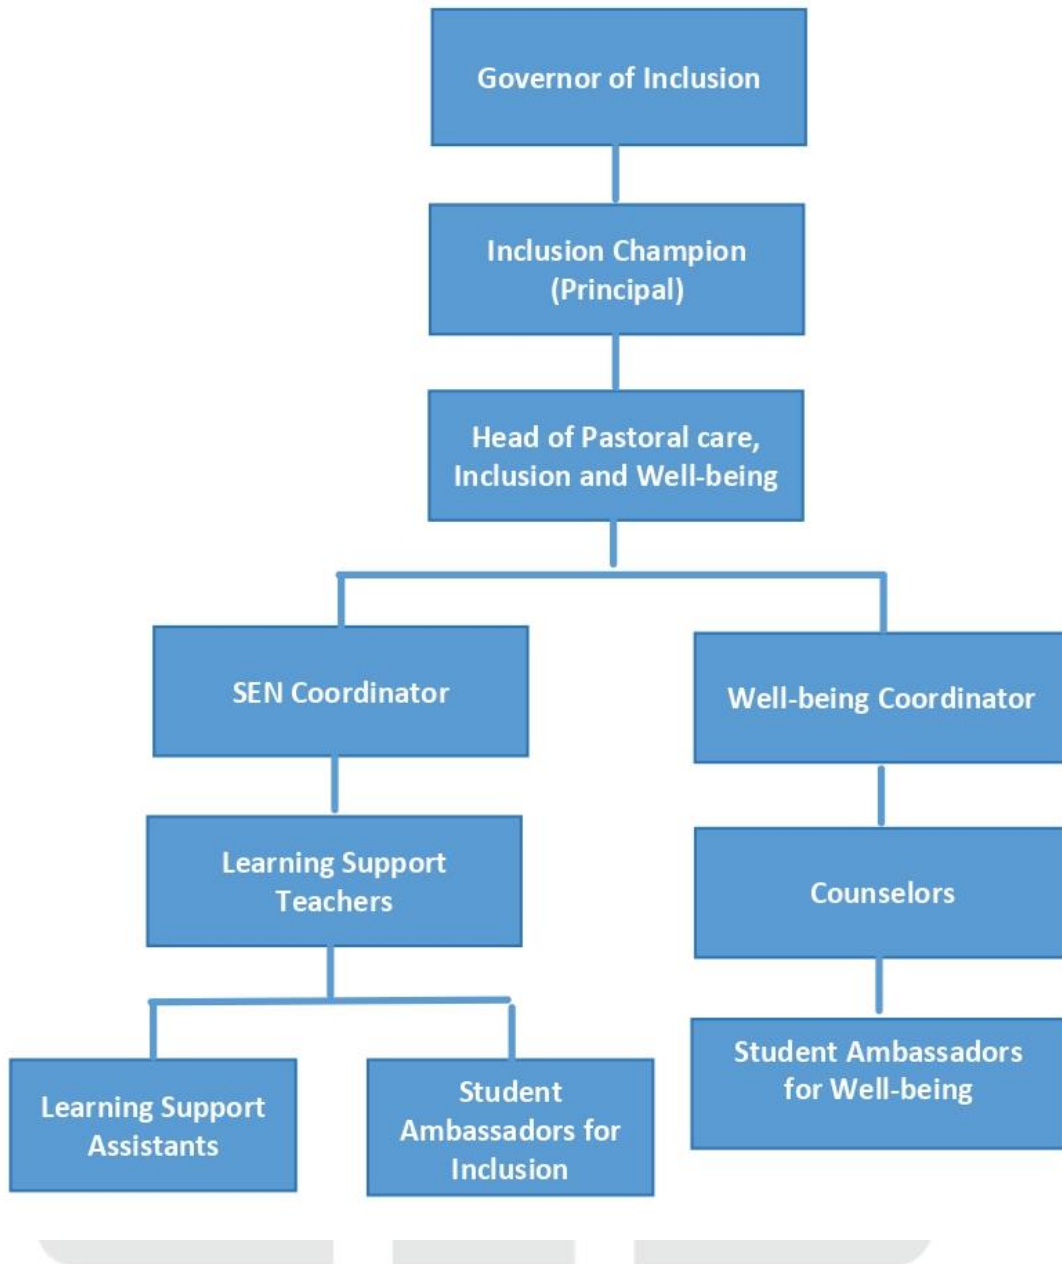 Governor of Inclusion
Inclusion Champion
(Principal)
Head of Pastoral care,
Inclusion and Well-being
SEN Coordinator
Well-being Coordinator
Learning Support
Teachers
Counselors
Learning Support
Assistants
Student
Ambassadors for
Inclusion
Student Ambassadors
for Well-being